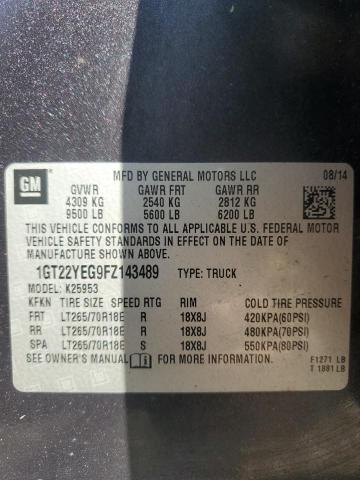 GM
MFD BY GENERAL MOTORS LLC 08/14
GVWR GAWR FRT GAWR RR
4309 KG 2540 KG 2812 KG
9500 LB 5600 LB 6200 LB
THIS VEHICLE CONFORMS TO ALL APPLICABLE U.S. FEDERAL MOTOR
VEHICLE SAFETY STANDARDS IN EFFECT ON THE DATE OF
MANUFACTURE SHOWN ABOVE.
1GT22YEG9FZ143489 TYPE: TRUCK
MODEL: K25953
KFKN TIRE SIZE SPEED RTG RIM COLD TIRE PRESSURE
FRT LT265/70R18E R 18X8J 420KPA(60PSI)
RR LT265/70R18E R 18X8J 480KPA(70PSI)
SPA LT265/70R18E S 18X8J 550KPA(80PSI)
SEE OWNER'S MANUAL FOR MORE INFORMATION.
F1271 LB
T 1881 LB